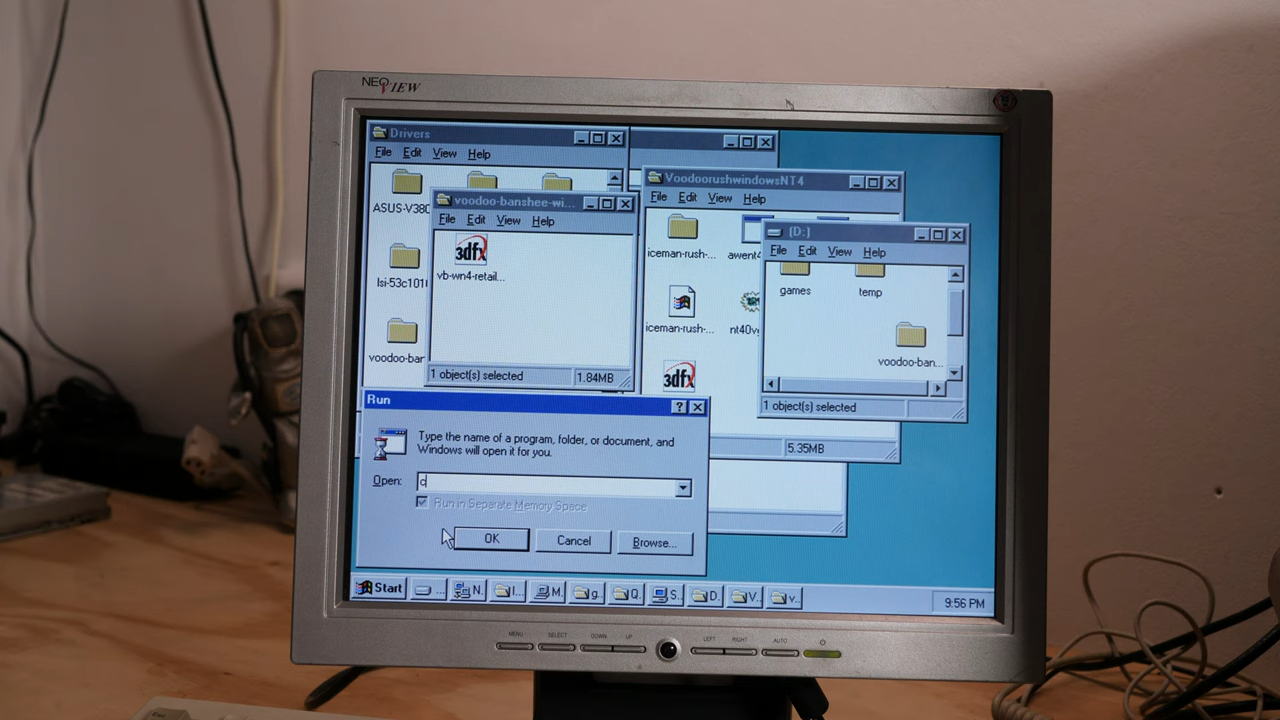 NEOVIEW
Drivers
File Edit View Help
ASUS-V380
lsi-53c101
voodoo-bar
voodoo-banshee-wi...
File Edit View Help
3dfx
vb-wn4-retail...
1 object(s) selected
1.84MB
VoodoorushwindowsNT4
File Edit View Help
iceman-rush-...
awent4
iceman-rush-...
nt40v
3dfx
5.35MB
(D:)
File Edit View Help
games
temp
voodoo-ban...
1 object(s) selected
Run
Type the name of a program, folder, or document, and
Windows will open it for you.
Open:
c
Run in Separate Memory Space
OK
Cancel
Browse...
Start
...
N.
I...
M.
g.
Q.
S.
D.
V.
v.
9:56 PM
MENU
SELECT
DOWN
UP
LEFT
RIGHT
AUTO